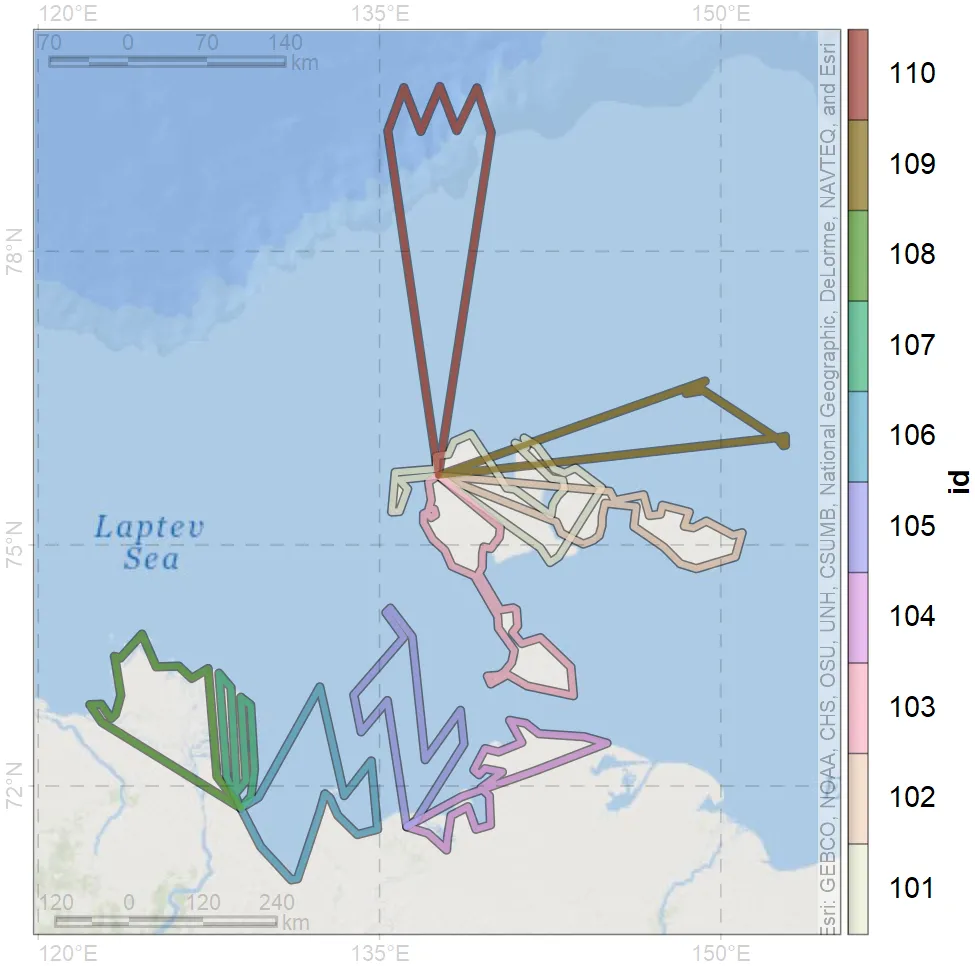 120°E 135°E 150°E
70 0 70 140
km
78°N
75°N
72°N
Laptev
Sea
120 0 120 240
km
120°E 135°E 150°E
Esri: GEBCO, NOAA, CHS, OSU, UNH, CSUMB, National Geographic, DeLorme, NAVTEQ, and Esri
110
109
108
107
106
105
104
103
102
101
id